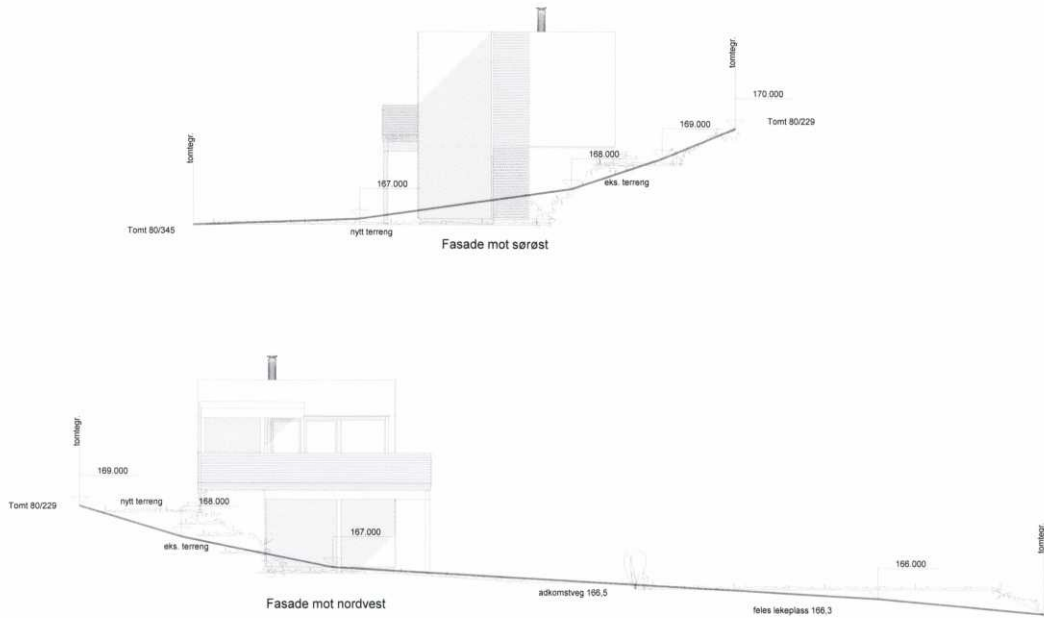 tomtegr.
170.000
Tomt 80/229
169.000
168.000
eks. terreng
167.000
tomtegr.
Tomt 80/345
nytt terreng
Fasade mot sørøst
tomtegr.
169.000
Tomt 80/229
nytt terreng
168.000
eks. terreng
167.000
Fasade mot nordvest
adkomstveg 166,5
166.000
feles lekeplass 166,3
tomtegr.